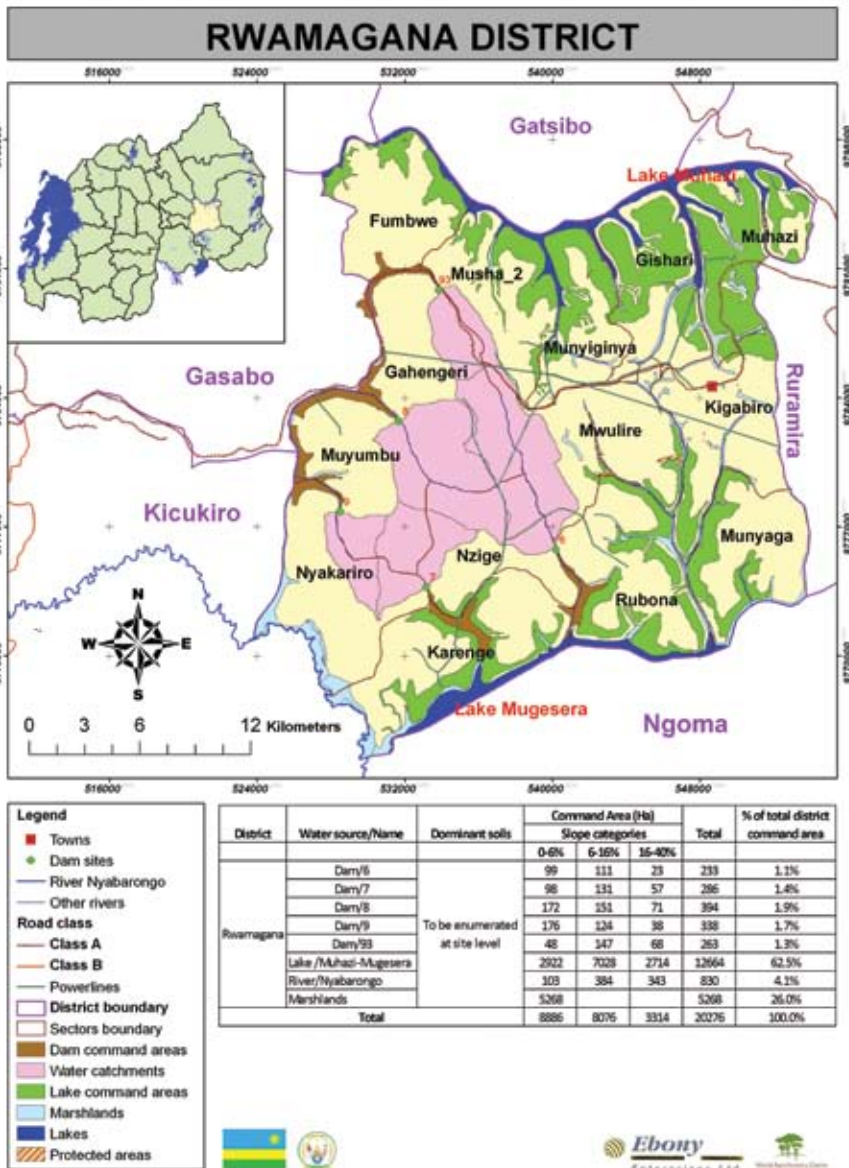 RWAMAGANA DISTRICT
516000 524000 532000 540000 548000
Gatsibo
Lake Muhazi
Fumbwe
Muhazi
Gishari
Musha_2
93
Munyiginya
Gasabo
Gahengeri
Ruramira
Kigabiro
Mwulire
Muyumbu
Kicukiro
Munyaga
Nzige
Nyakariro
Rubona
Karenge
N
W E
S
Lake Mugesera
Ngoma
0 3 6 12 Kilometers
516000 524000 532000 540000 548000
Legend
Towns
Dam sites
River Nyabarongo
Other rivers
Road class
Class A
Class B
Powerlines
District boundary
Sectors boundary
Dam command areas
Water catchments
Lake command areas
Marshlands
Lakes
Protected areas
District Water source/Name Dorminant soils Command Area (Ha) Total % of total district command area
Slope categories
0-6% 6-16% 16-40%
Rwamagana To be enumerated at site level
Dam/6 99 111 23 233 1.1%
Dam/7 98 131 57 286 1.4%
Dam/8 172 151 71 394 1.9%
Dam/9 176 124 38 338 1.7%
Dam/93 48 147 68 263 1.3%
Lake /Muhazi-Mugesera 2922 7028 2714 12664 62.5%
River/Nyabarongo 103 384 343 830 4.1%
Marshlands 5268 5268 26.0%
Total 8886 8076 3314 20276 100.0%
Ebony